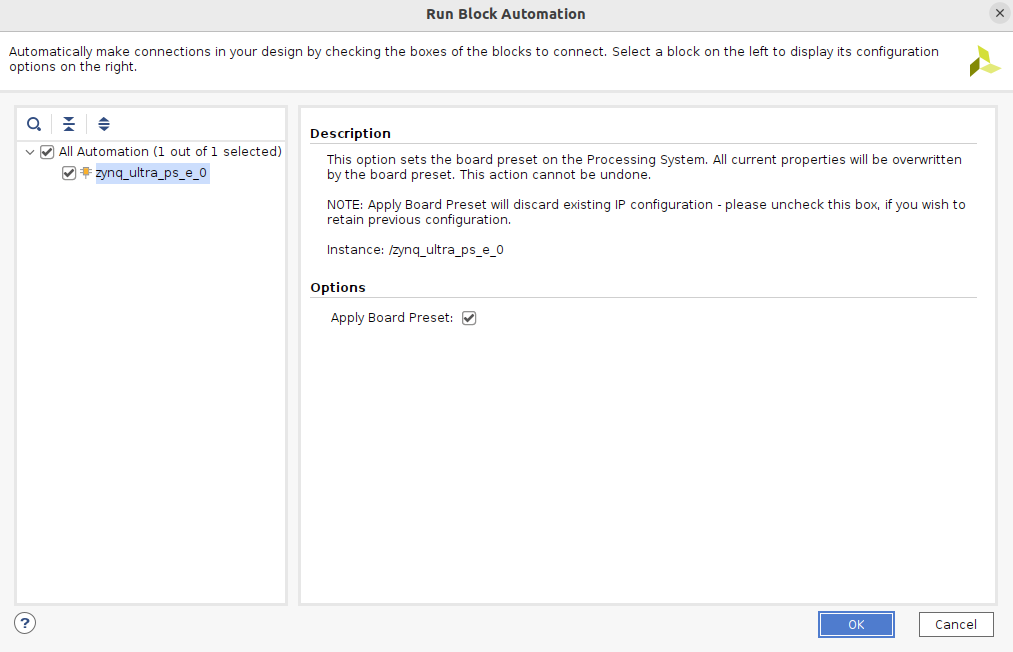 Run Block Automation
Automatically make connections in your design by checking the boxes of the blocks to connect. Select a block on the left to display its configuration
options on the right.
All Automation (1 out of 1 selected)
zynq_ultra_ps_e_0
Description
This option sets the board preset on the Processing System. All current properties will be overwritten
by the board preset. This action cannot be undone.
NOTE: Apply Board Preset will discard existing IP configuration - please uncheck this box, if you wish to
retain previous configuration.
Instance: /zynq_ultra_ps_e_0
Options
Apply Board Preset:
?
OK
Cancel